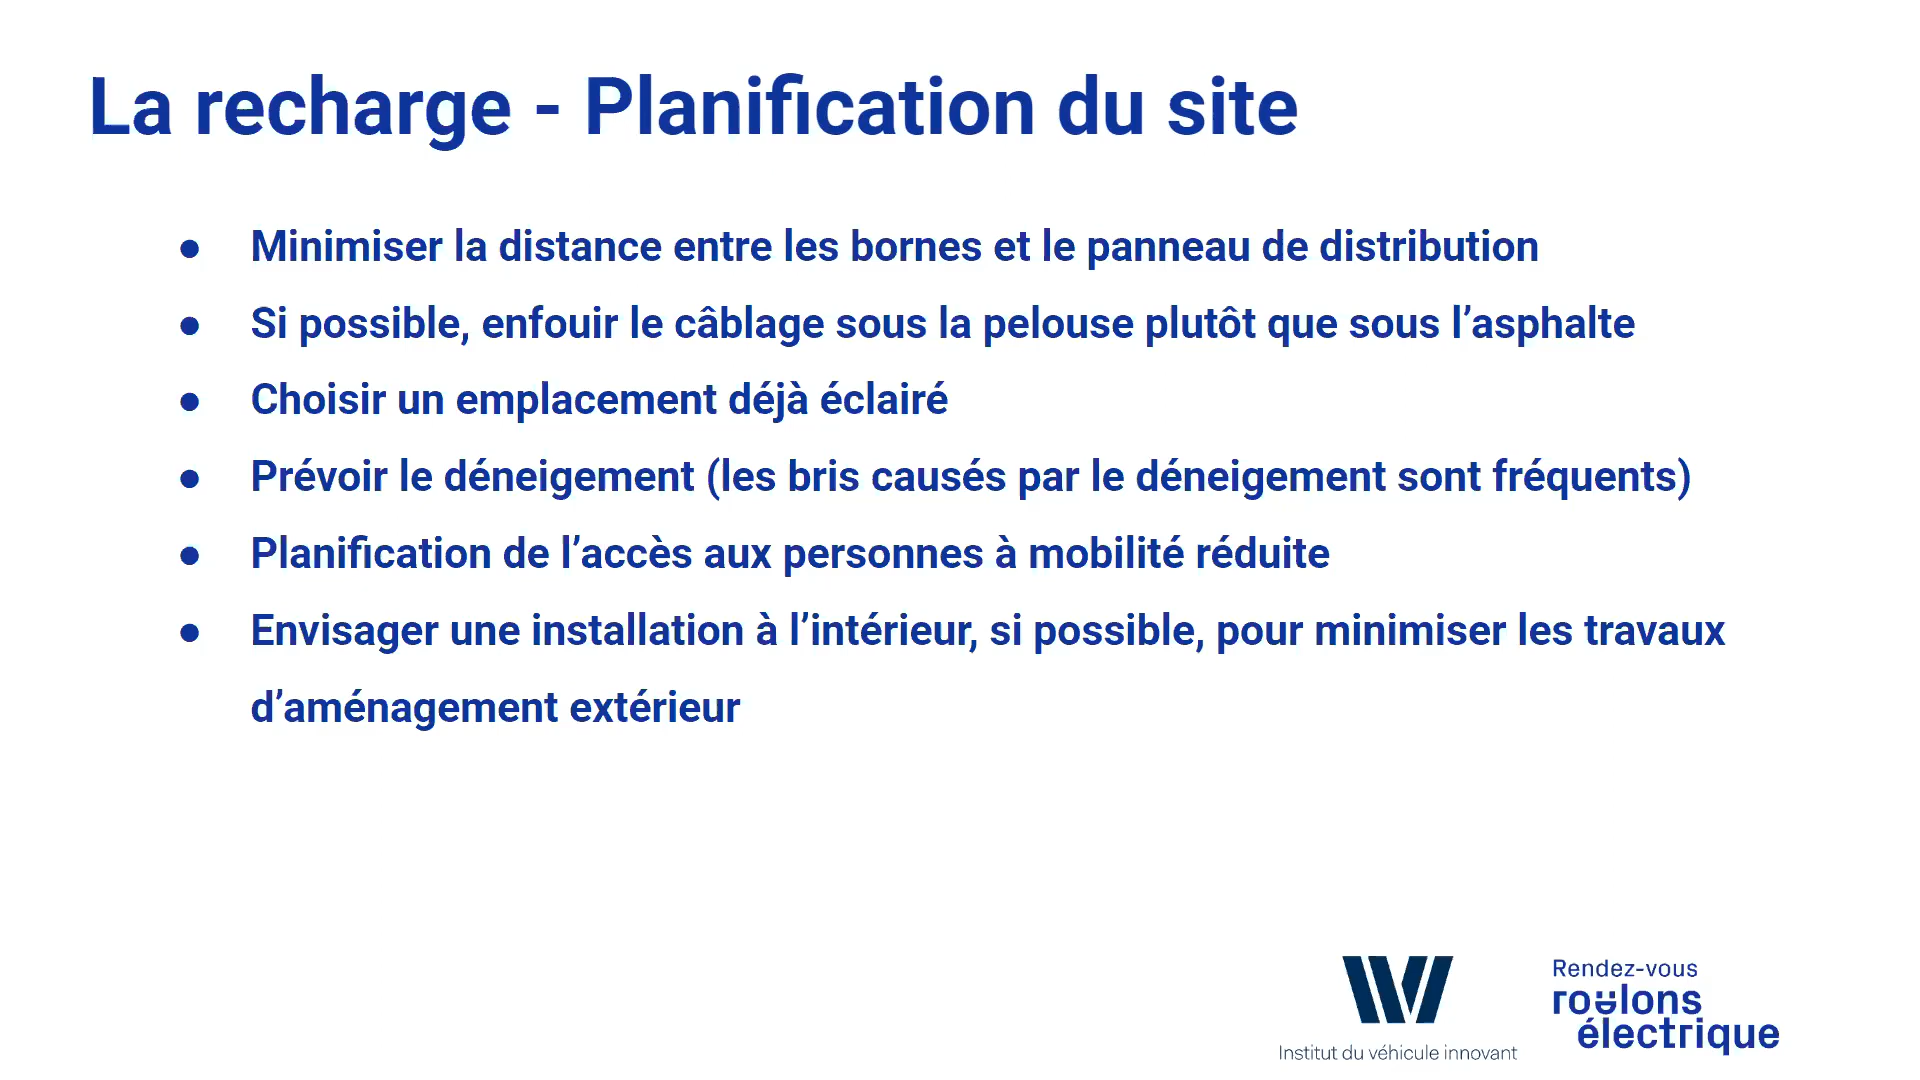 La recharge - Planification du site
● Minimiser la distance entre les bornes et le panneau de distribution
● Si possible, enfouir le câblage sous la pelouse plutôt que sous l’asphalte
● Choisir un emplacement déjà éclairé
● Prévoir le déneigement (les bris causés par le déneigement sont fréquents)
● Planification de l’accès aux personnes à mobilité réduite
● Envisager une installation à l’intérieur, si possible, pour minimiser les travaux
d’aménagement extérieur
Institut du véhicule innovant
Rendez-vous
roulons
électrique